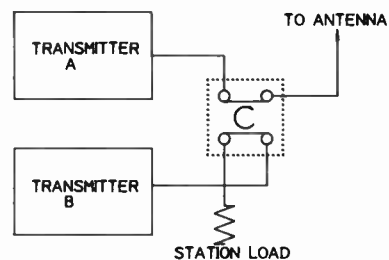 TO ANTENNA
TRANSMITTER
A
C
TRANSMITTER
B
STATION LOAD